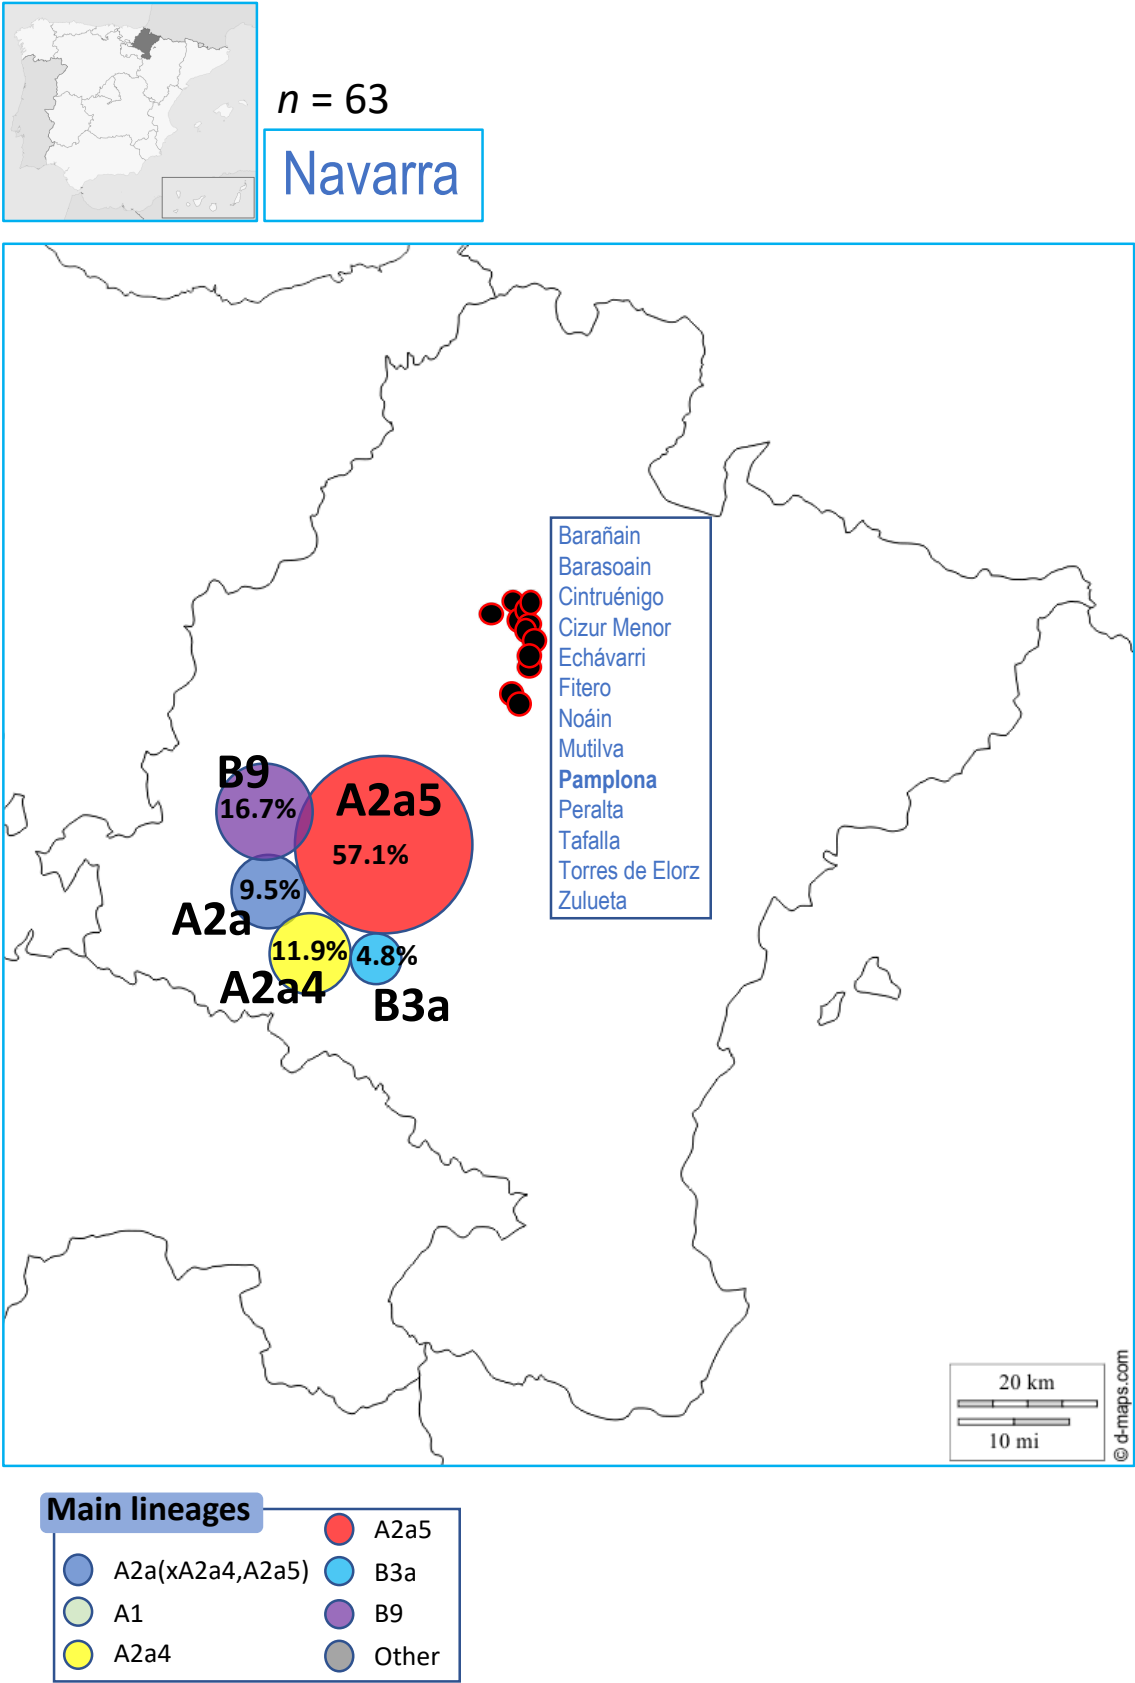 n = 63
Navarra
Barañain
Barasoain
Cintruénigo
Cizur Menor
Echávarri
Fitero
Noáin
Mutilva
Pamplona
Peralta
Tafalla
Torres de Elorz
Zulueta
B9
16.7%
A2a5
57.1%
9.5%
A2a
11.9%
A2a4
4.8%
B3a
20 km
10 mi
© d-maps.com
Main lineages
A2a(xA2a4,A2a5)
A1
A2a4
A2a5
B3a
B9
Other